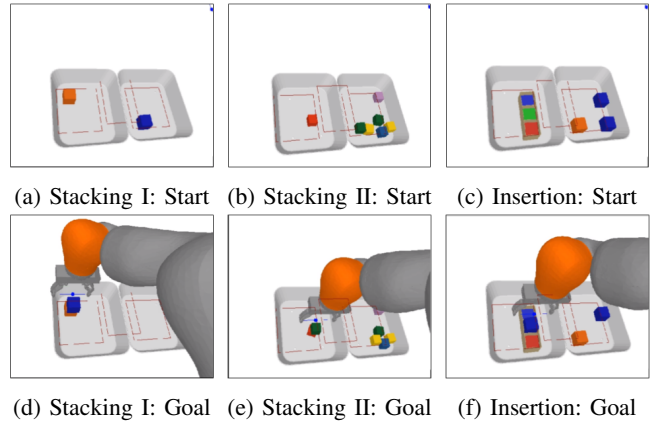 (a) Stacking I: Start (b) Stacking II: Start (c) Insertion: Start
(d) Stacking I: Goal (e) Stacking II: Goal (f) Insertion: Goal